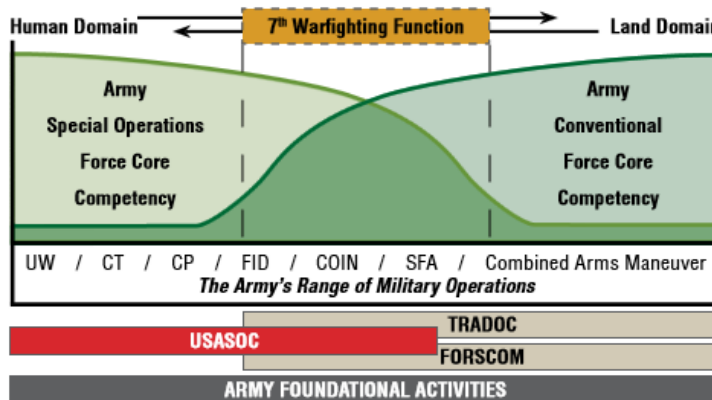 Human Domain
7th Warfighting Function
Land Domain
Army
Special Operations
Force Core
Competency
Army
Conventional
Force Core
Competency
UW / CT / CP / FID / COIN / SFA / Combined Arms Maneuver
The Army's Range of Military Operations
TRADOC
USASOC
FORSCOM
ARMY FOUNDATIONAL ACTIVITIES